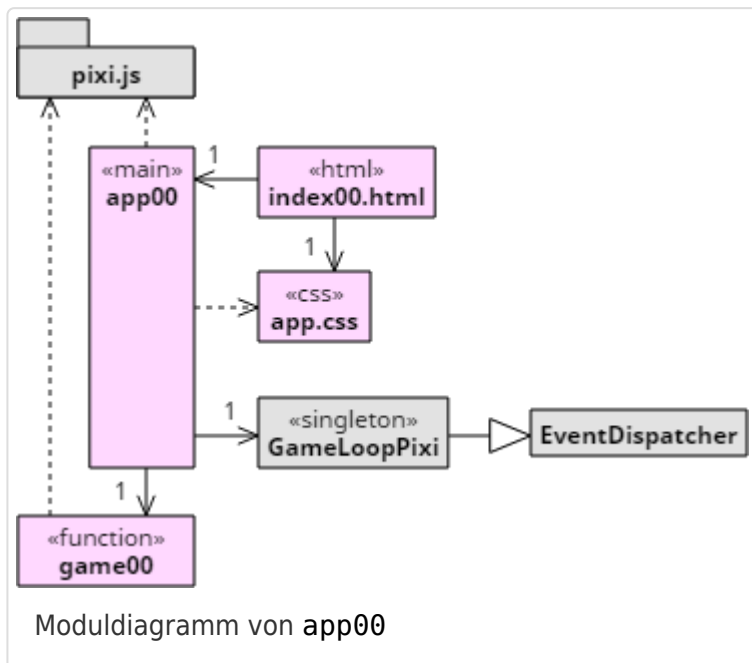 pixi.js
«main»
app00
1
«html»
index00.html
1
«css»
app.css
1
«singleton»
GameLoopPixi
EventDispatcher
1
«function»
game00
Moduldiagramm von app00